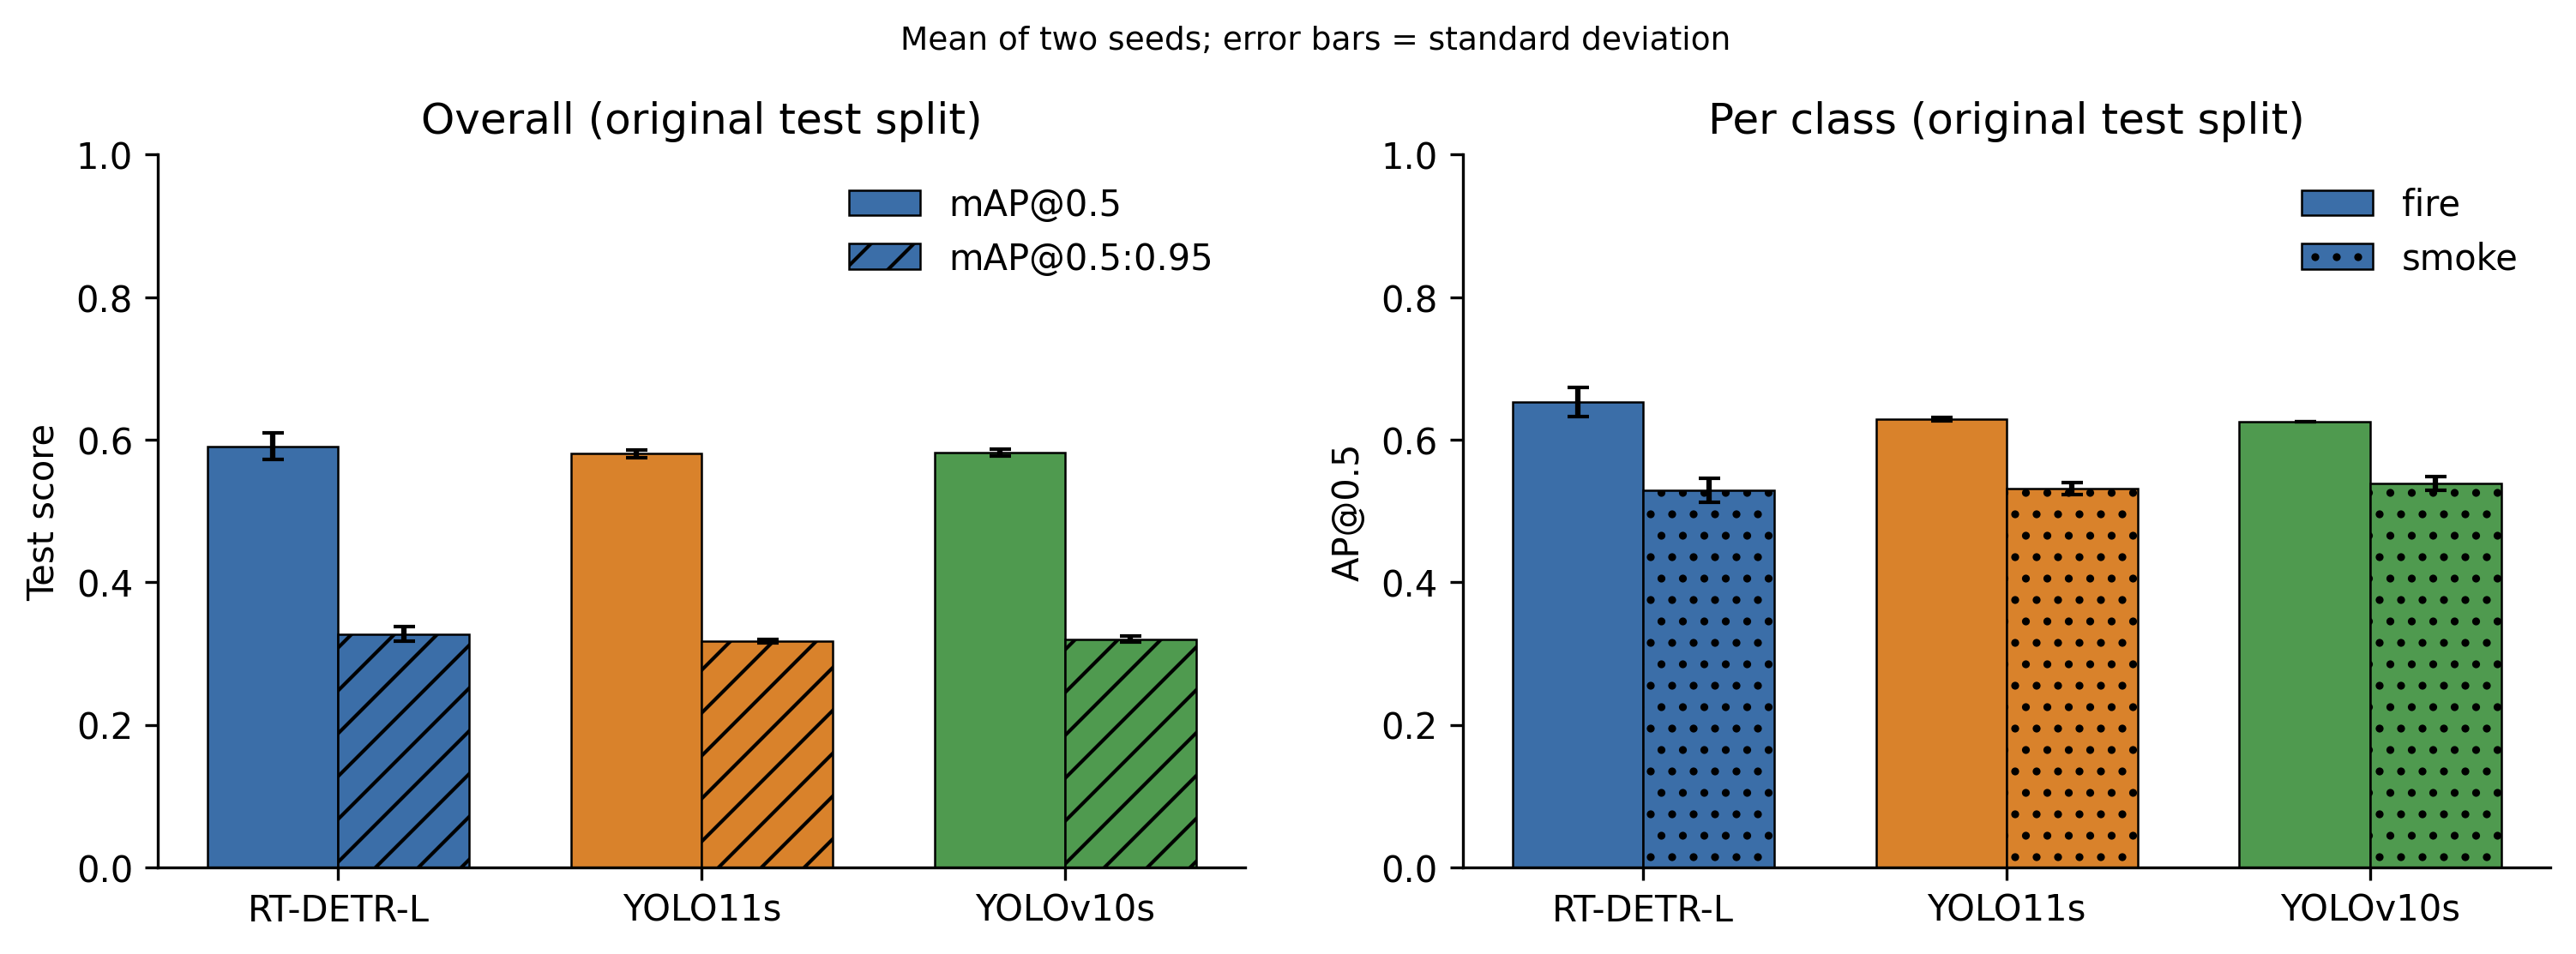 Mean of two seeds; error bars = standard deviation
Overall (original test split)
1.0
0.8
0.6
0.4
0.2
0.0
Test score
mAP@0.5
mAP@0.5:0.95
RT-DETR-L
YOLO11s
YOLOv10s
Per class (original test split)
1.0
0.8
0.6
0.4
0.2
0.0
AP@0.5
fire
smoke
RT-DETR-L
YOLO11s
YOLOv10s